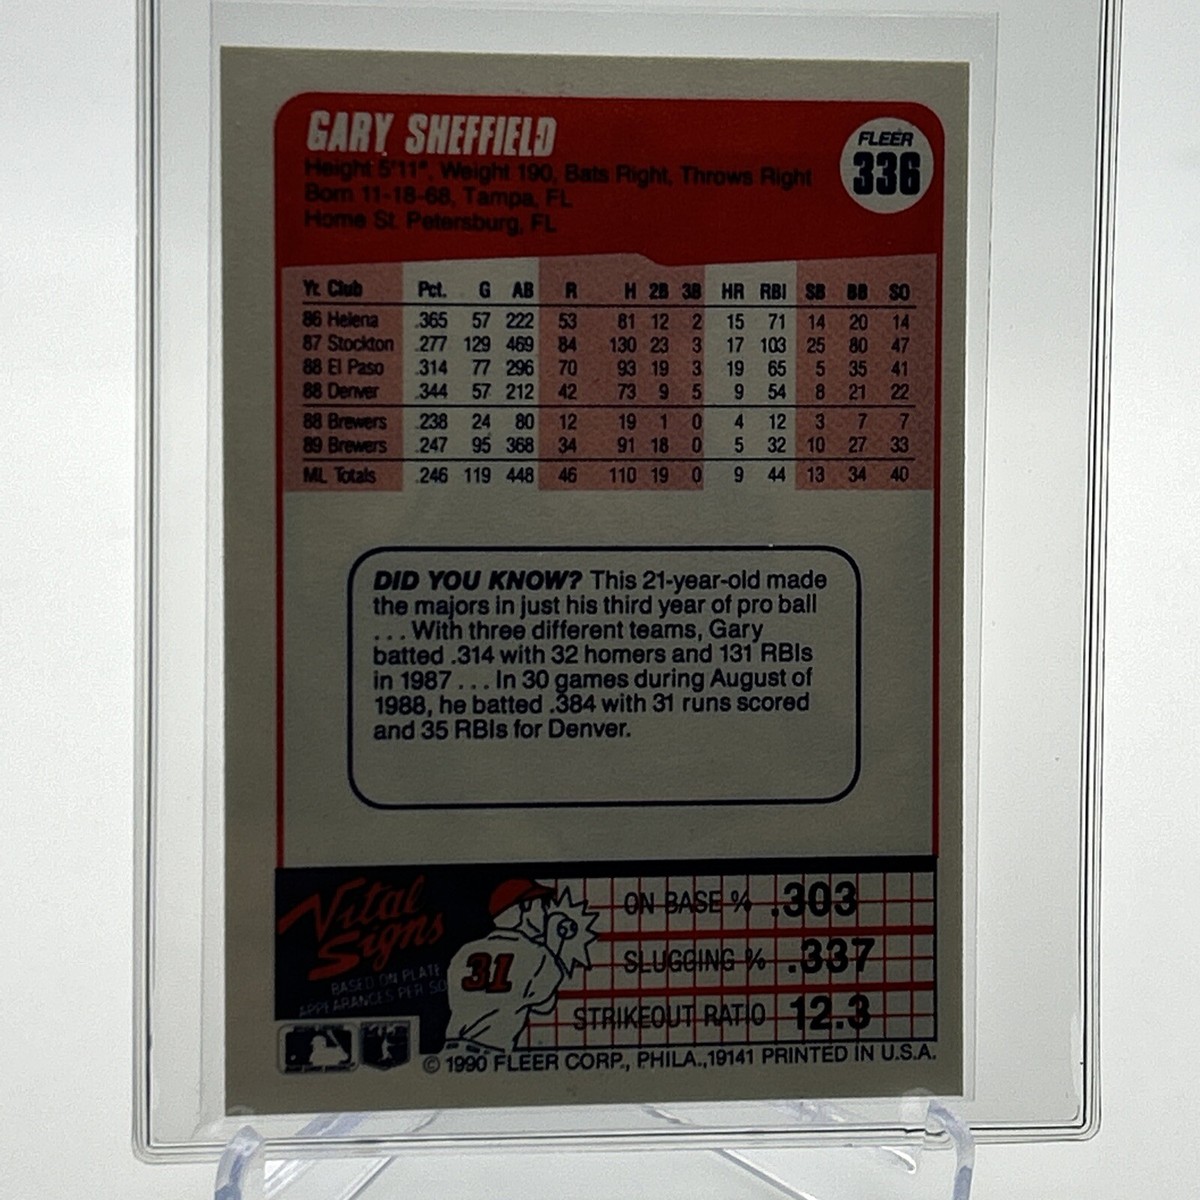 GARY SHEFFIELD
FLEER
336
Height 5'11", Weight 190, Bats Right, Throws Right
Born 11-18-68, Tampa, FL
Home St. Petersburg, FL
Yr. Club Pct. G AB R H 2B 3B HR RBI SB BB SO
86 Helena .365 57 222 53 81 12 2 15 71 14 20 14
87 Stockton .277 129 469 84 130 23 3 17 103 25 80 47
88 El Paso .314 77 296 70 93 19 3 19 65 5 35 41
88 Denver .344 57 212 42 73 9 5 9 54 8 21 22
88 Brewers .238 24 80 12 19 1 0 4 12 3 7 7
89 Brewers .247 95 368 34 91 18 0 5 32 10 27 33
ML Totals .246 119 448 46 110 19 0 9 44 13 34 40
DID YOU KNOW? This 21-year-old made
the majors in just his third year of pro ball
. . . With three different teams, Gary
batted .314 with 32 homers and 131 RBIs
in 1987 . . . In 30 games during August of
1988, he batted .384 with 31 runs scored
and 35 RBIs for Denver.
Vital
Signs
BASED ON PLATE
APPEARANCES PER SO
31
ON BASE % .303
SLUGGING % .337
STRIKEOUT RATIO 12.3
© 1990 FLEER CORP., PHILA., 19141 PRINTED IN U.S.A.